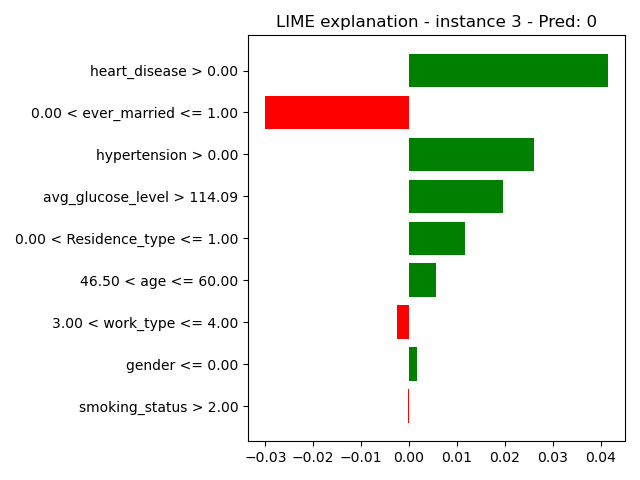 LIME explanation - instance 3 - Pred: 0
heart_disease > 0.00
0.00 < ever_married <= 1.00
hypertension > 0.00
avg_glucose_level > 114.09
0.00 < Residence_type <= 1.00
46.50 < age <= 60.00
3.00 < work_type <= 4.00
gender <= 0.00
smoking_status > 2.00
−0.03 −0.02 −0.01 0.00 0.01 0.02 0.03 0.04